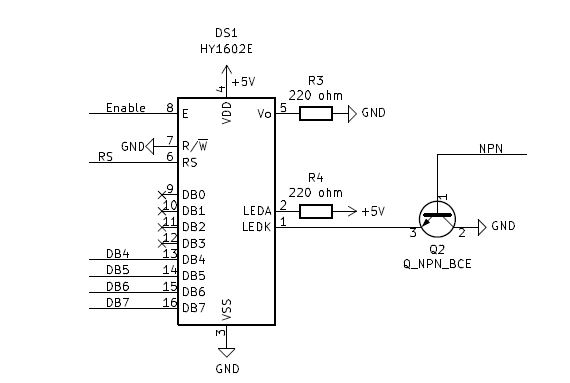 DS1
HY1602E
+5V
4
VDD
Enable 8 E
Vo 5
R3
220 ohm
GND
GND 7 R/W
RS 6 RS
9 DB0
10 DB1
11 DB2
12 DB3
DB4 13 DB4
DB5 14 DB5
DB6 15 DB6
DB7 16 DB7
R4
220 ohm
LEDA 2
+5V
LEDK 1
NPN
1
3
2
GND
Q2
Q_NPN_BCE
VSS
3
GND